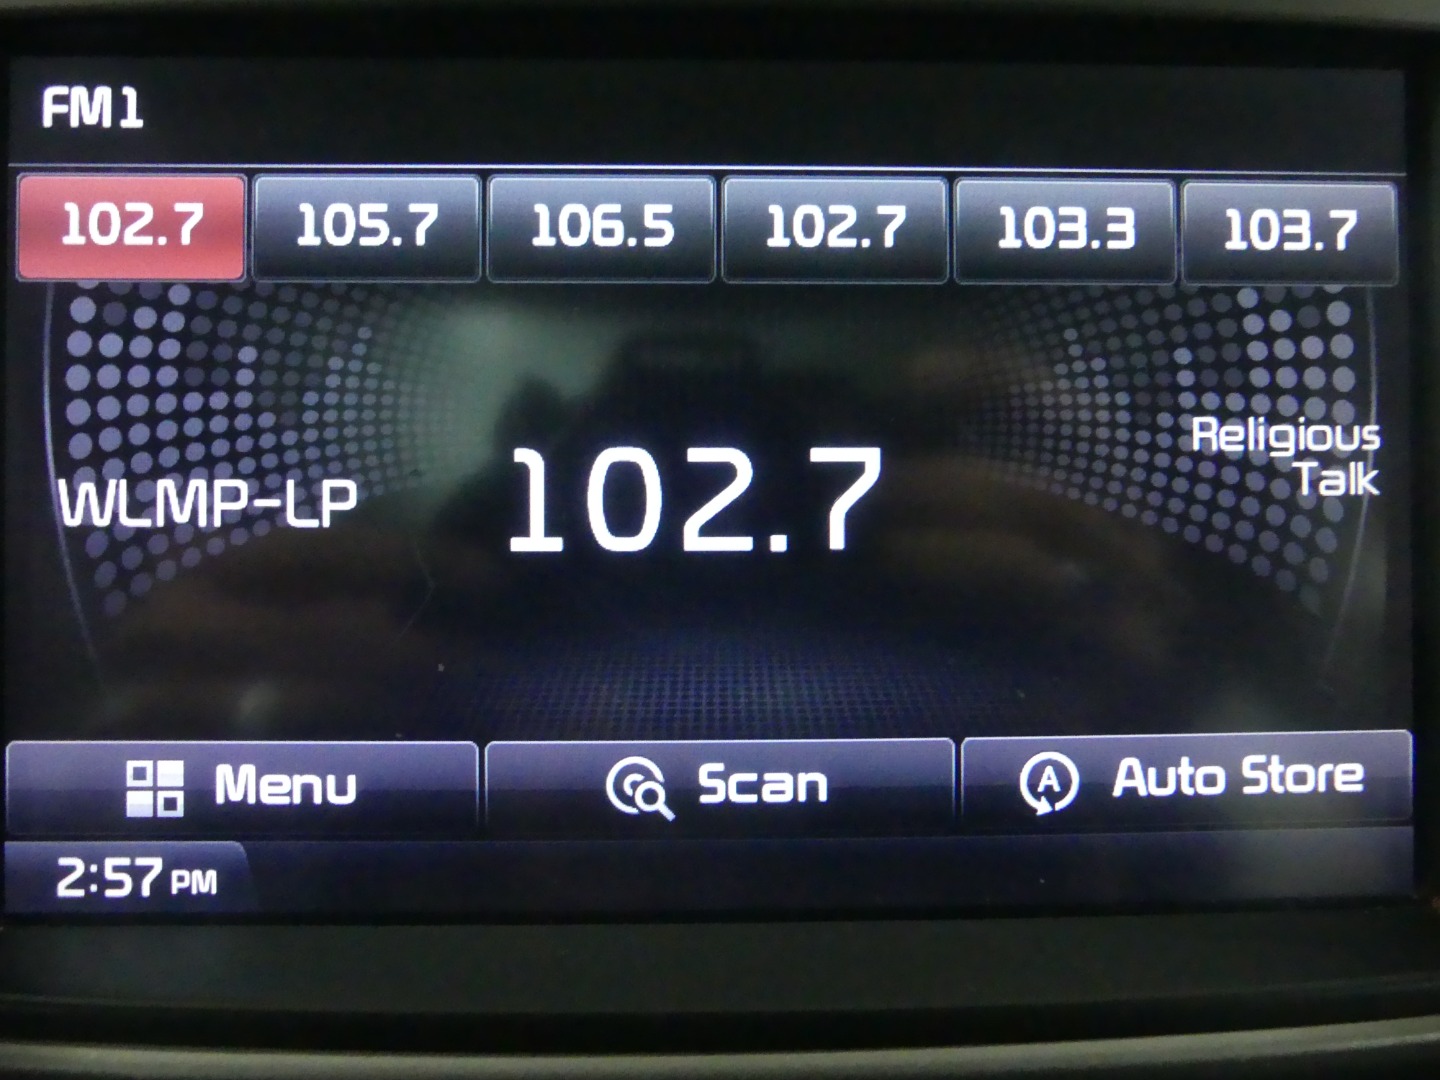 FM1
102.7 105.7 106.5 102.7 103.3 103.7
WLMP-LP
102.7
Religious
Talk
Menu Scan Auto Store
2:57 PM